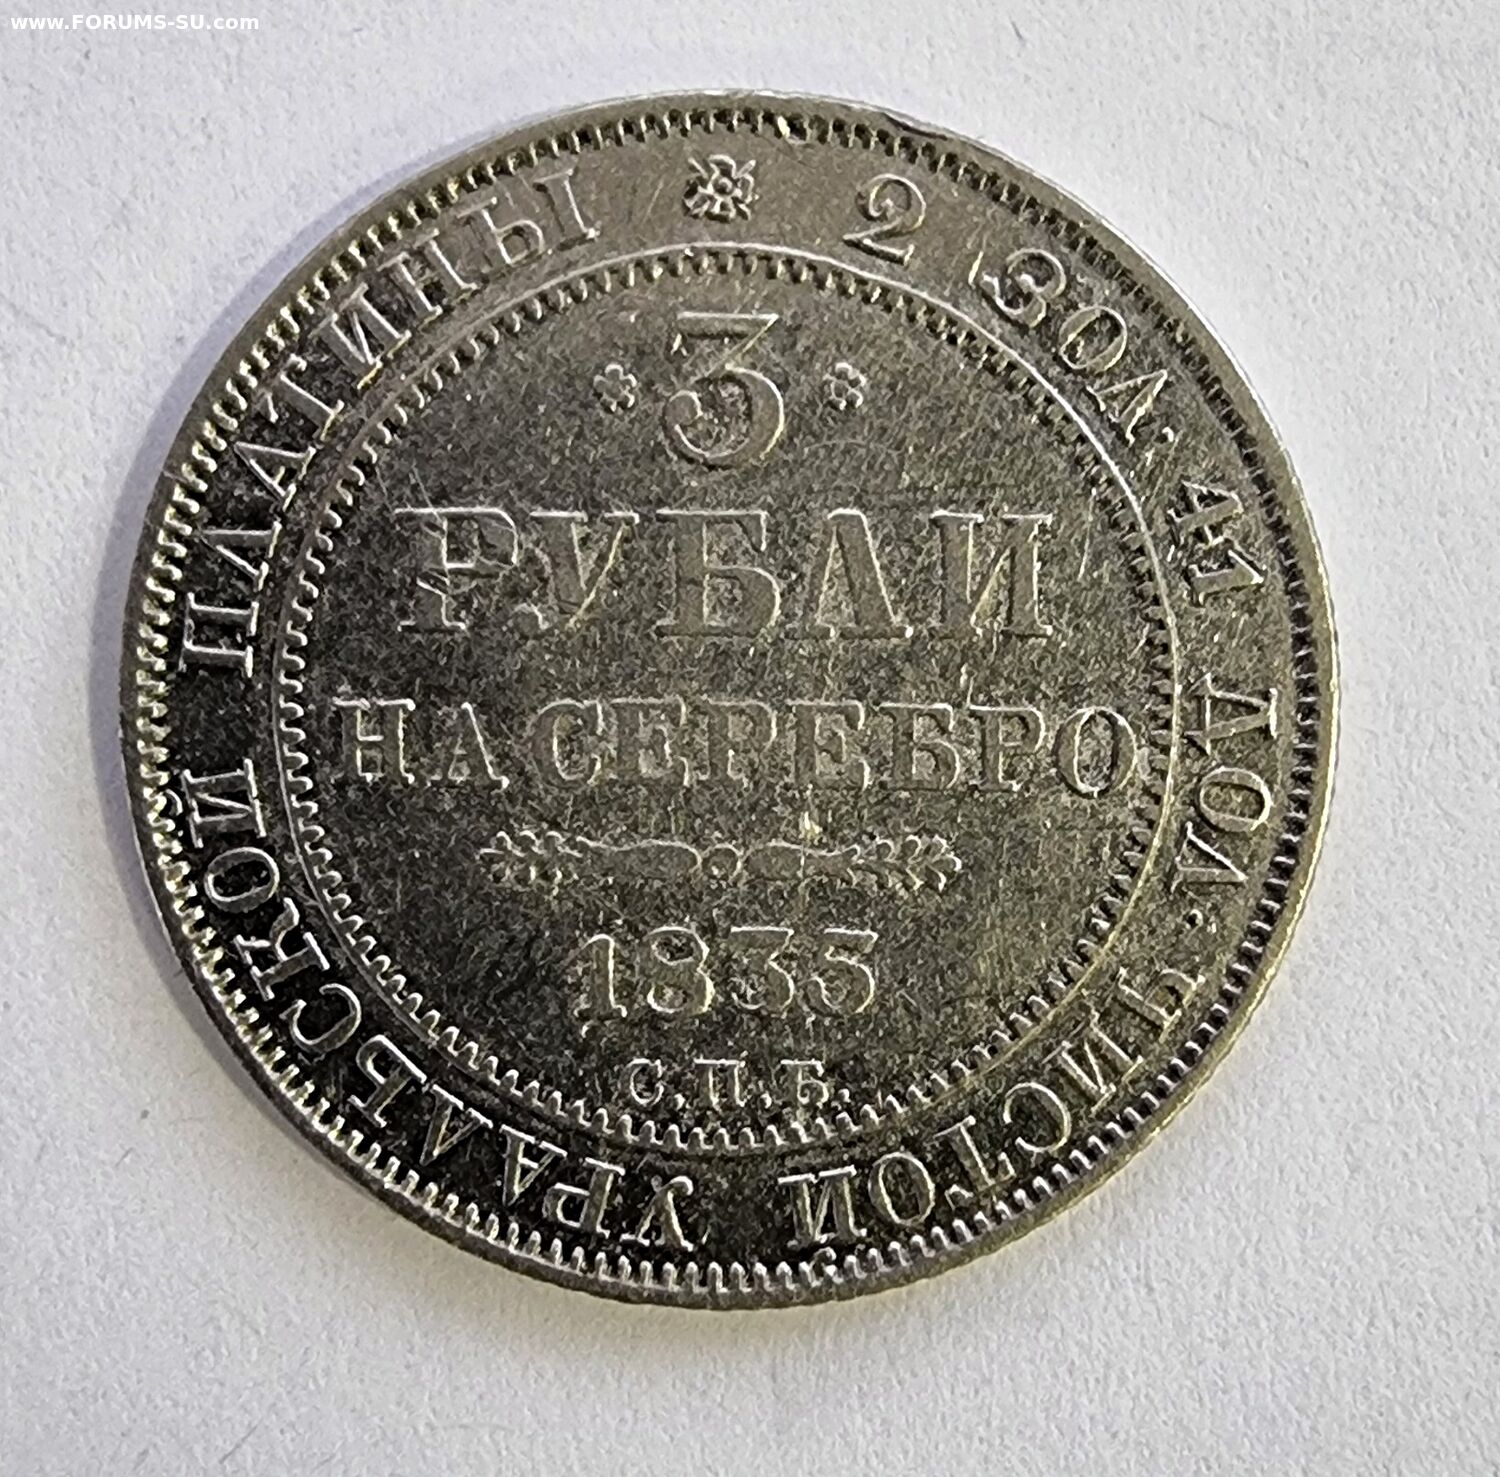 www.FORUMS-SU.com
2 ЗОЛ. 41 ДОЛ. ЧИСТОЙ УРАЛЬСКОЙ ПЛАТИНЫ
3
РУБЛИ
НА СЕРЕБРО
1835
С.П.Б.